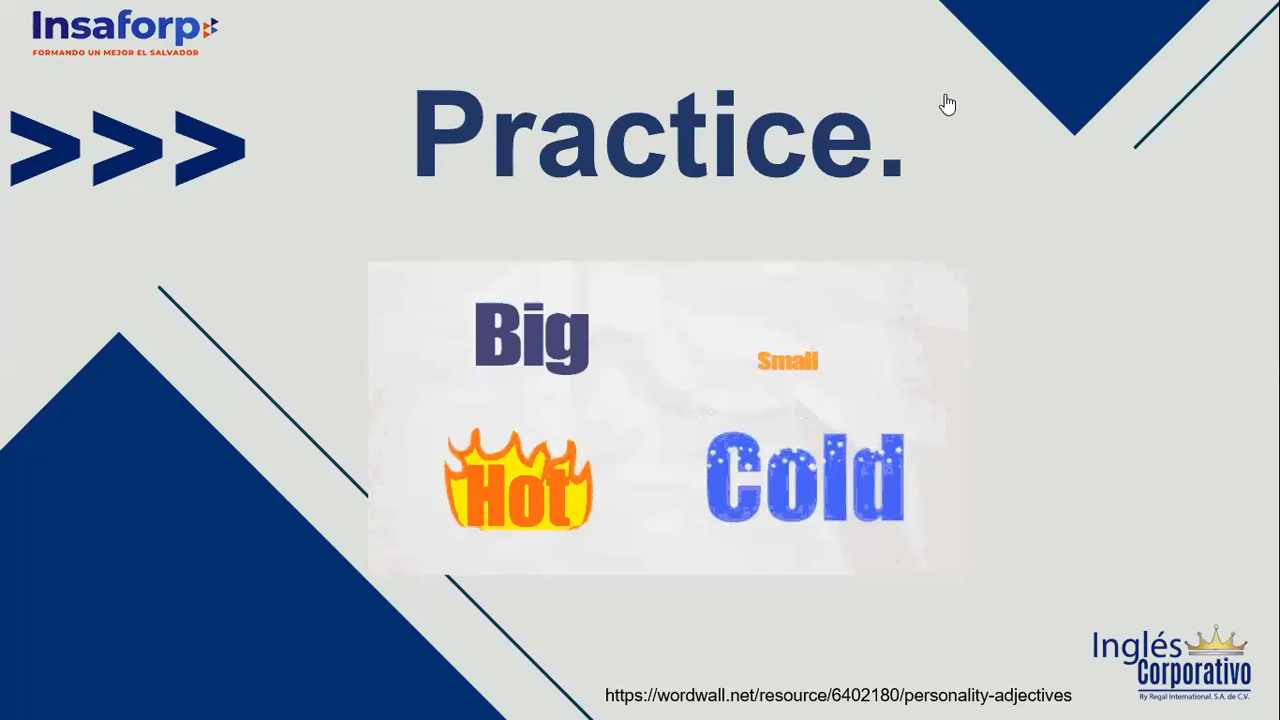 Insaforp
FORMANDO UN MEJOR EL SALVADOR
>>>
Practice.
Big
Small
Hot
Cold
Inglés
Corporativo
By Regal International, S.A. de C.V.
https://wordwall.net/resource/6402180/personality-adjectives